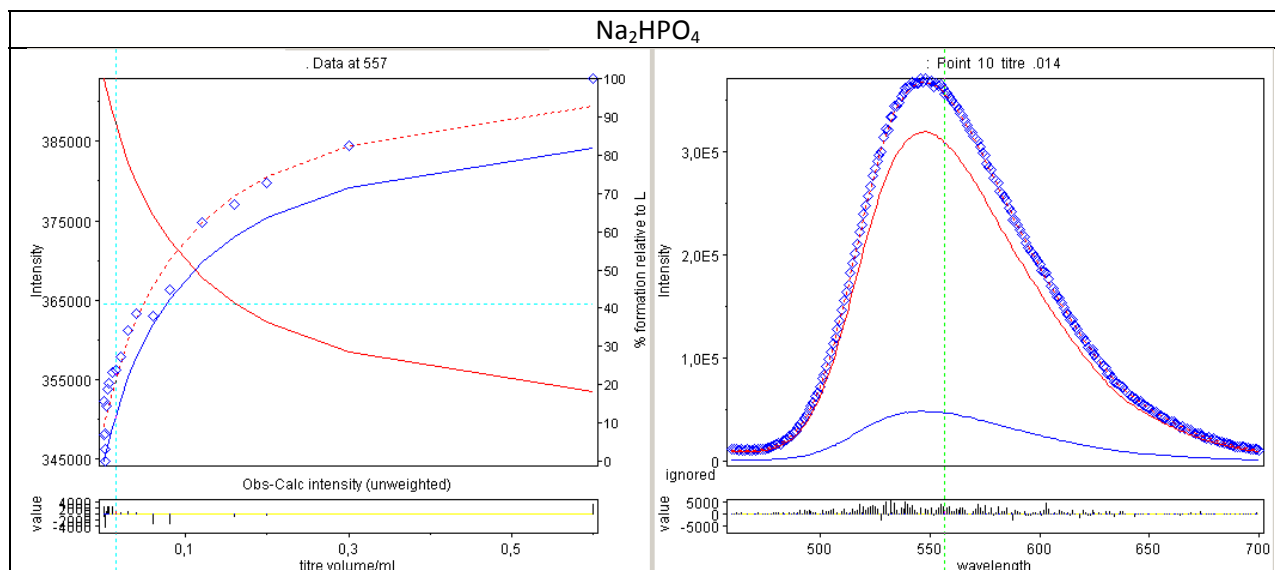 Na₂HPO₄
. Data at 557
Intensity
385000
375000
365000
355000
345000
100
90
80
70
60
50
40
30
20
10
0
% formation relative to L
Obs-Calc intensity (unweighted)
value
4000
2000
0
-2000
-4000
0,1
0,3
0,5
titre volume/ml
: Point 10 titre .014
Intensity
3,0E5
2,0E5
1,0E5
0
ignored
value
5000
0
-5000
500
550
600
650
700
wavelength